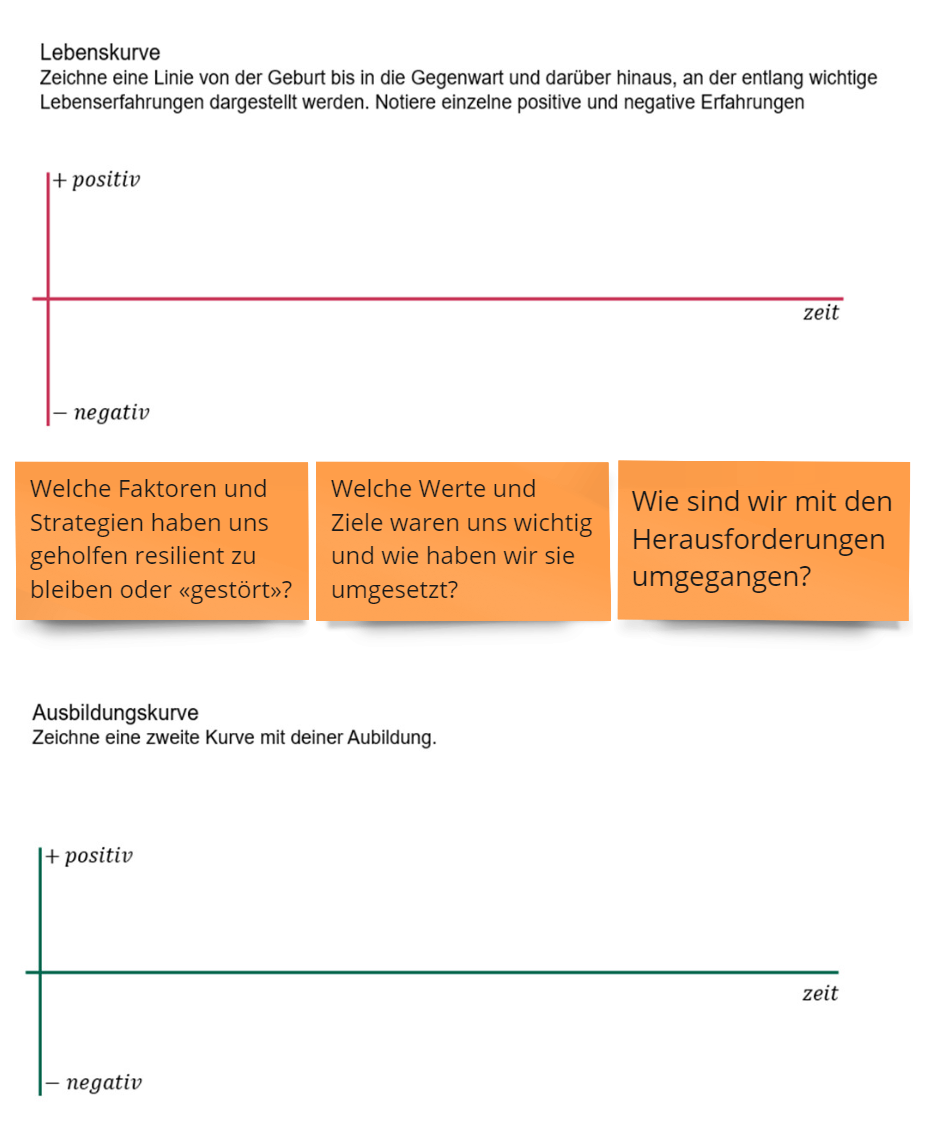 Lebenskurve
Zeichne eine Linie von der Geburt bis in die Gegenwart und darüber hinaus, an der entlang wichtige
Lebenserfahrungen dargestellt werden. Notiere einzelne positive und negative Erfahrungen
+ positiv
zeit
− negativ
Welche Faktoren und
Strategien haben uns
geholfen resilient zu
bleiben oder «gestört»?
Welche Werte und
Ziele waren uns wichtig
und wie haben wir sie
umgesetzt?
Wie sind wir mit den
Herausforderungen
umgegangen?
Ausbildungskurve
Zeichne eine zweite Kurve mit deiner Aubildung.
+ positiv
zeit
− negativ